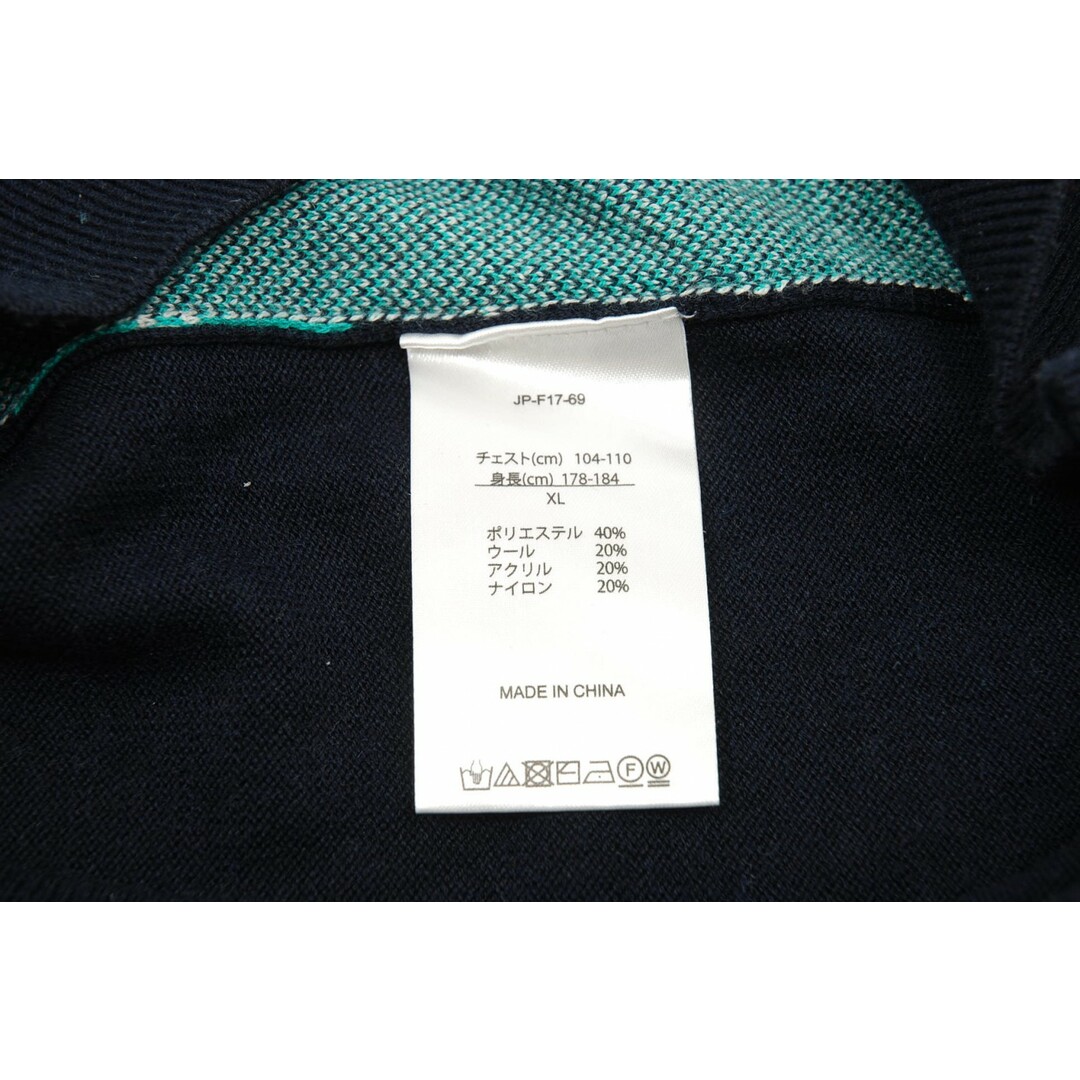 JP-F17-69
チェスト(cm) 104-110
身長(cm) 178-184
XL
ポリエステル 40%
ウール 20%
アクリル 20%
ナイロン 20%
MADE IN CHINA
F W